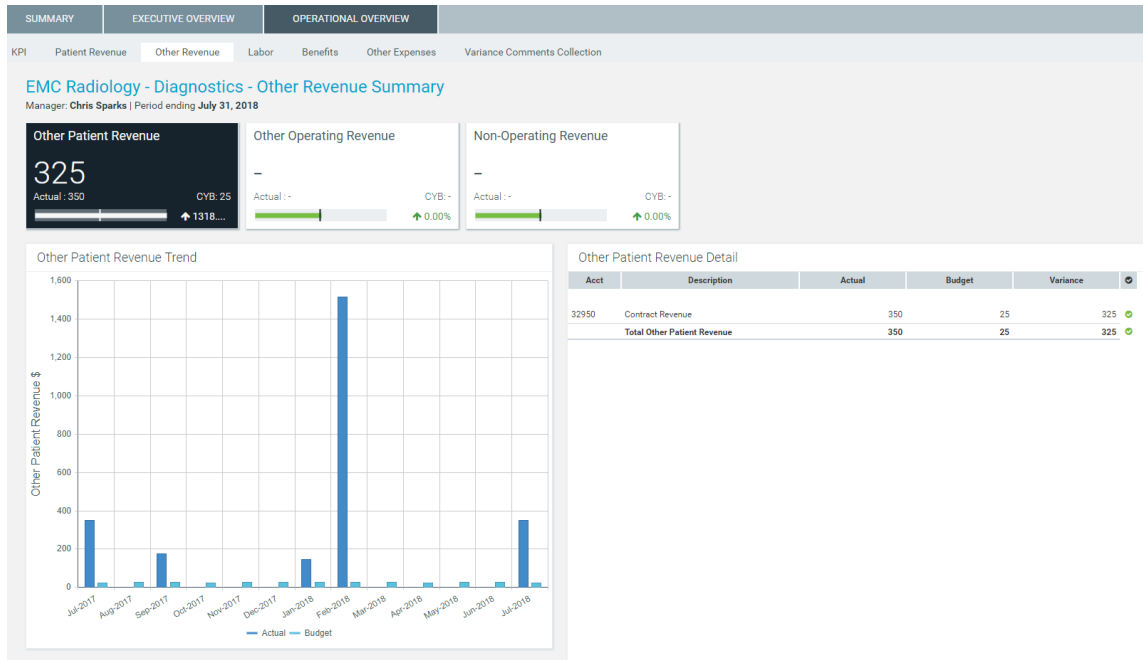 SUMMARY EXECUTIVE OVERVIEW OPERATIONAL OVERVIEW
KPI Patient Revenue Other Revenue Labor Benefits Other Expenses Variance Comments Collection
EMC Radiology - Diagnostics - Other Revenue Summary
Manager: Chris Sparks | Period ending July 31, 2018
Other Patient Revenue
325
Actual : 350 CYB: 25
1318....
Other Operating Revenue
–
Actual : - CYB: -
0.00%
Non-Operating Revenue
–
Actual : - CYB: -
0.00%
Other Patient Revenue Trend
Other Patient Revenue $
1,600
1,400
1,200
1,000
800
600
400
200
0
Jul-2017 Aug-2017 Sep-2017 Oct-2017 Nov-2017 Dec-2017 Jan-2018 Feb-2018 Mar-2018 Apr-2018 May-2018 Jun-2018 Jul-2018
Actual Budget
Other Patient Revenue Detail
Acct Description Actual Budget Variance
32950 Contract Revenue 350 25 325
Total Other Patient Revenue 350 25 325